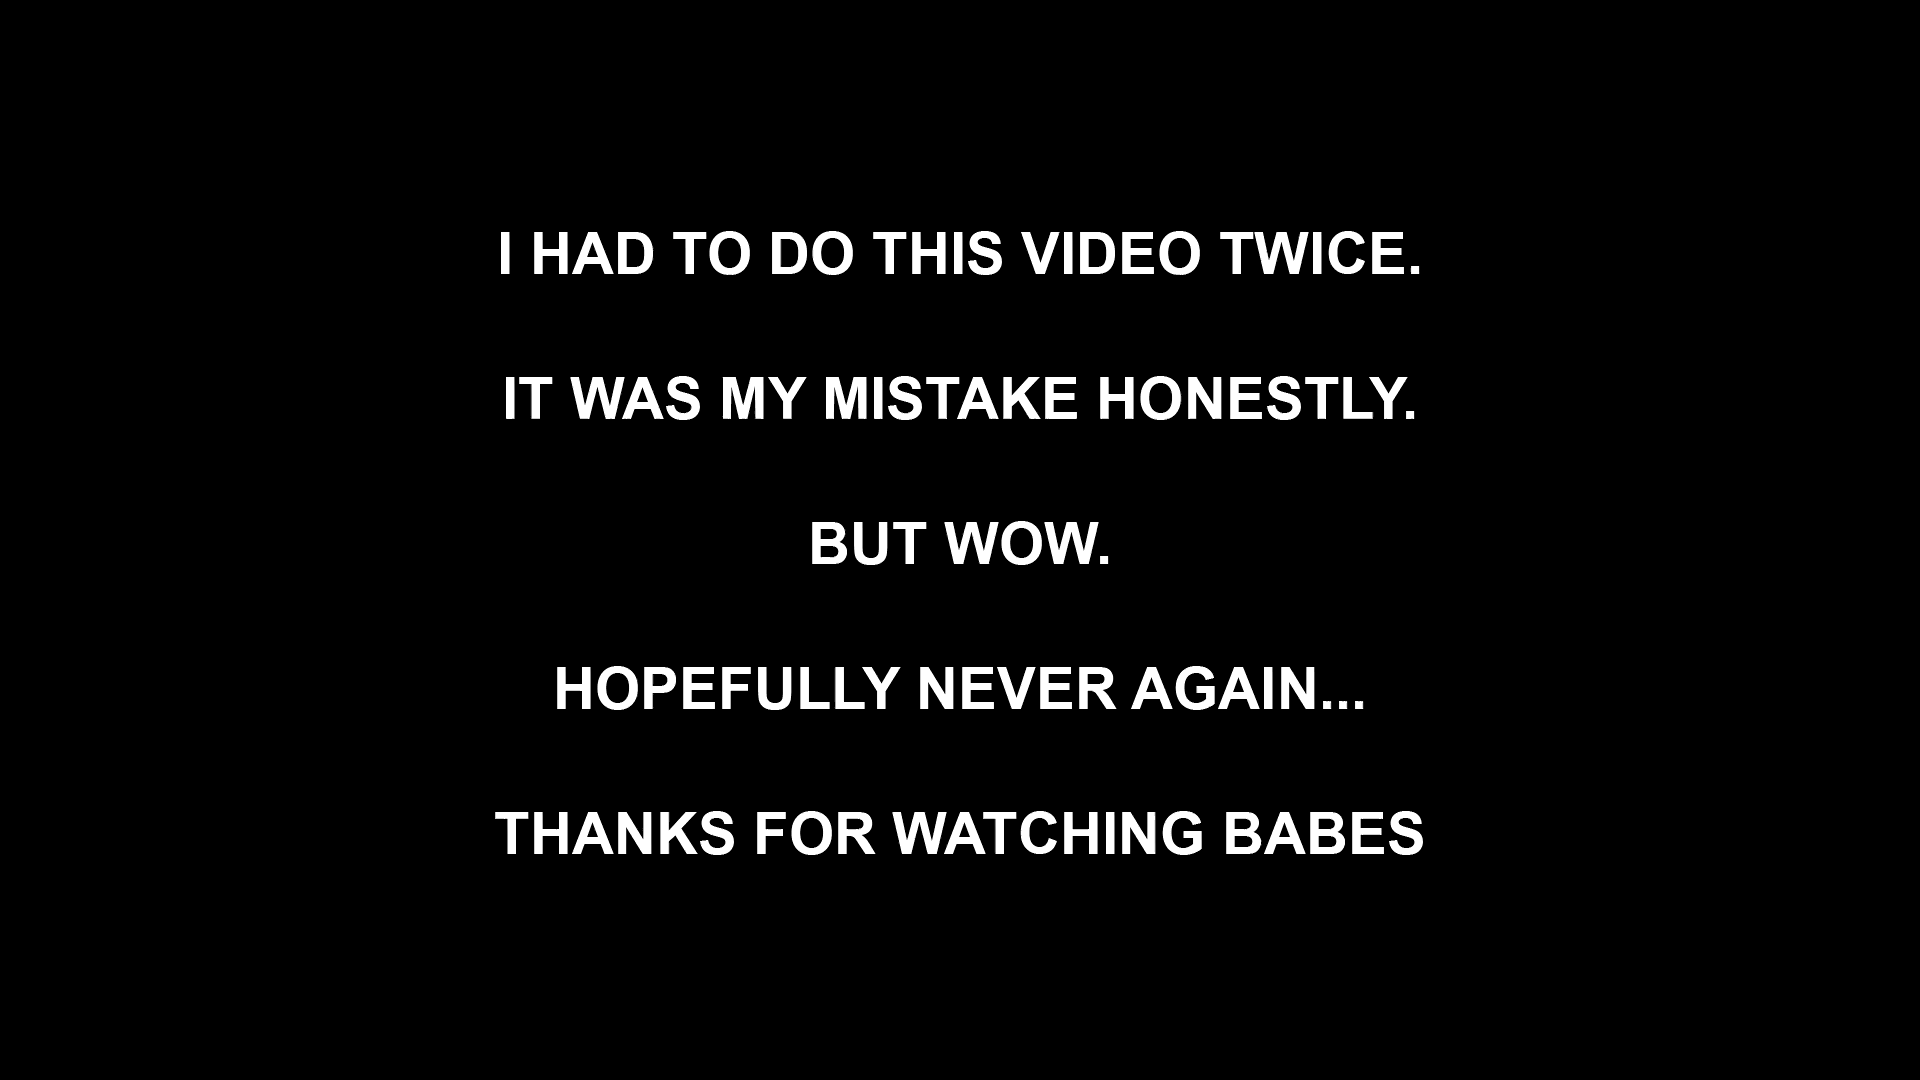 I HAD TO DO THIS VIDEO TWICE.
IT WAS MY MISTAKE HONESTLY.
BUT WOW.
HOPEFULLY NEVER AGAIN...
THANKS FOR WATCHING BABES